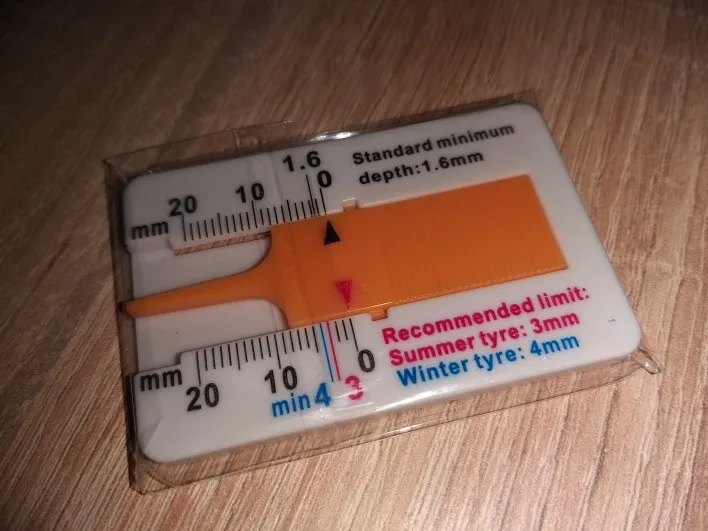 1.6
mm 20 10 0
Standard minimum
depth:1.6mm
Recommended limit:
Summer tyre: 3mm
Winter tyre: 4mm
mm 20 10 min 4 3 0